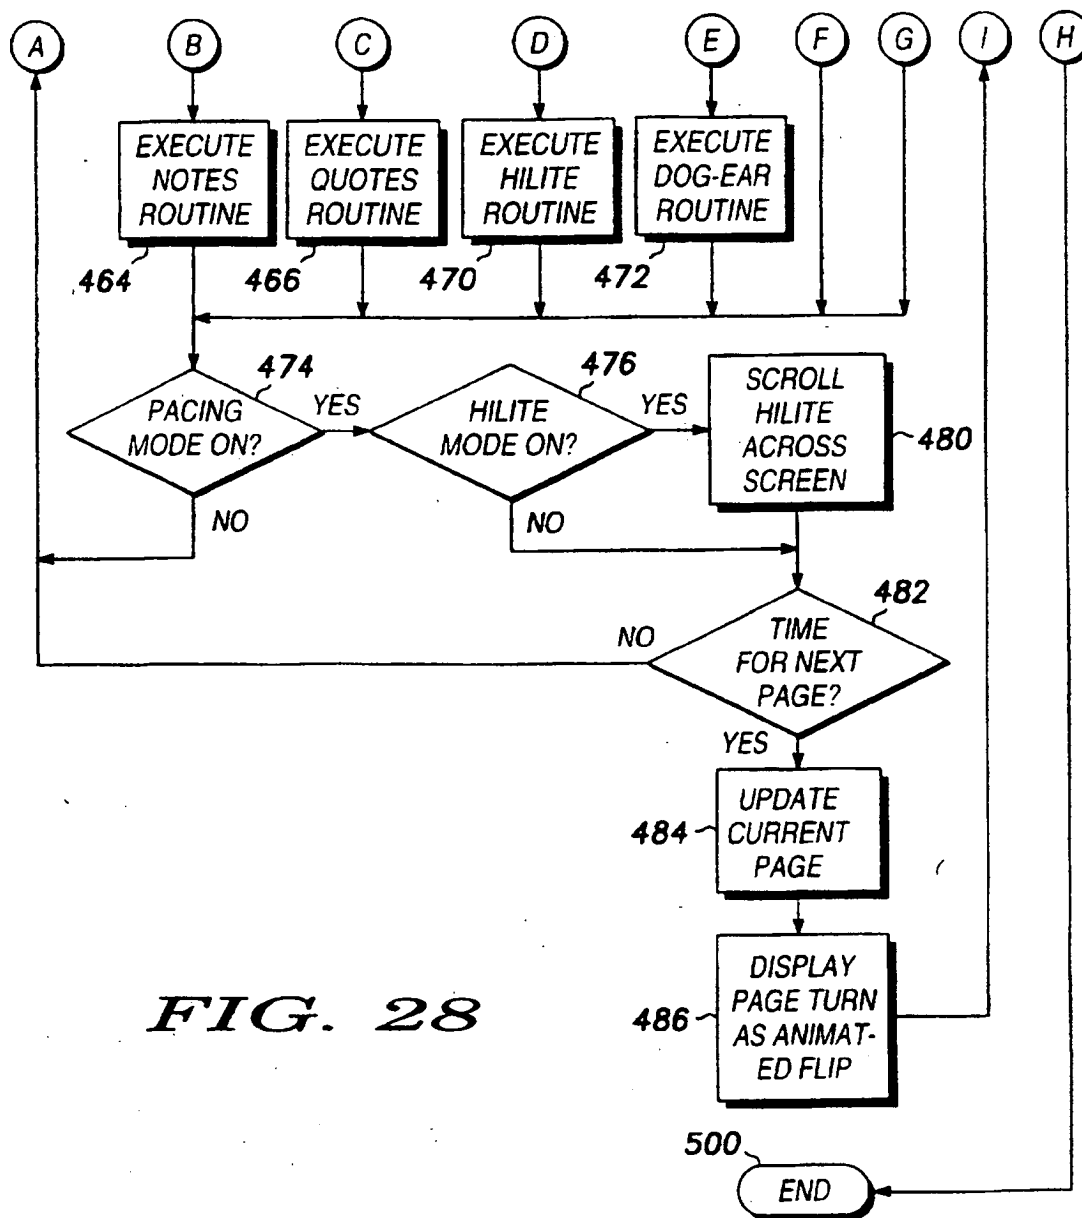 A B C D E F G I H
EXECUTE
NOTES
ROUTINE
464
EXECUTE
QUOTES
ROUTINE
466
EXECUTE
HILITE
ROUTINE
470
EXECUTE
DOG-EAR
ROUTINE
472
PACING
MODE ON?
474
YES
NO
HILITE
MODE ON?
476
YES
NO
SCROLL
HILITE
ACROSS
SCREEN
480
TIME
FOR NEXT
PAGE?
482
NO
YES
UPDATE
CURRENT
PAGE
484
DISPLAY
PAGE TURN
AS ANIMAT-
ED FLIP
486
FIG. 28
500
END